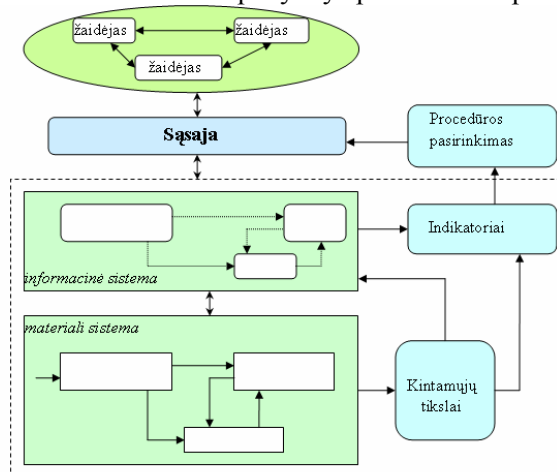 žaidėjas
žaidėjas
žaidėjas
Sąsaja
Procedūros
pasirinkimas
Indikatoriai
informacinė sistema
materiali sistema
Kintamųjų
tikslai